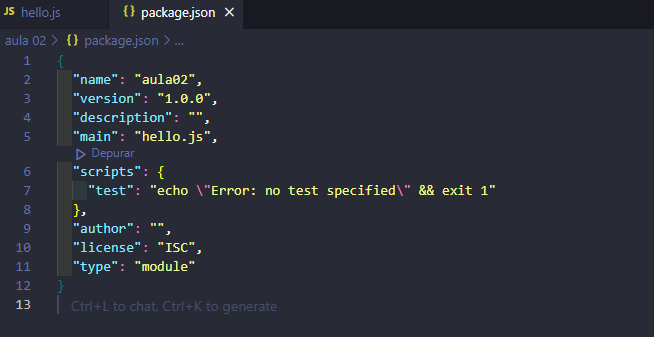 JS hello.js {} package.json ×
aula 02 > {} package.json > ...
1 {
2 "name": "aula02",
3 "version": "1.0.0",
4 "description": "",
5 "main": "hello.js",
Depurar
6 "scripts": {
7 "test": "echo \"Error: no test specified\" && exit 1"
8 },
9 "author": "",
10 "license": "ISC",
11 "type": "module"
12 }
13 Ctrl+L to chat, Ctrl+K to generate